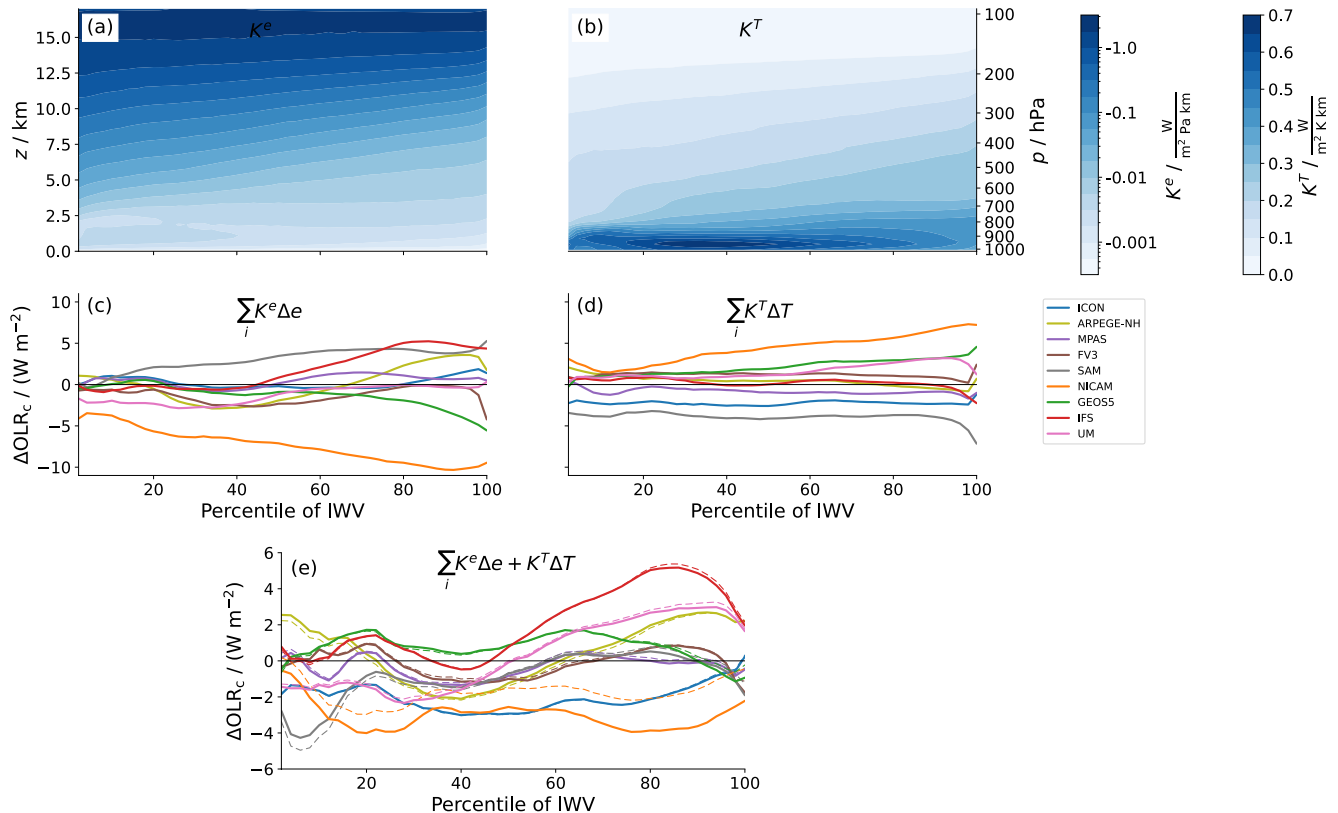 (a)
K^e
15.0
12.5
10.0
7.5
5.0
2.5
0.0
z / km
(b)
K^T
100
200
300
400
500
600
700
800
900
1000
p / hPa
-1.0
-0.1
-0.01
-0.001
K^e / W / m² Pa km
0.7
0.6
0.5
0.4
0.3
0.2
0.1
0.0
K^T / W / m² K km
(c)
∑_i K^e Δe
10
5
0
−5
−10
ΔOLR_c / (W m⁻²)
20 40 60 80 100
Percentile of IWV
(d)
∑_i K^T ΔT
20 40 60 80 100
Percentile of IWV
ICON
ARPEGE-NH
MPAS
FV3
SAM
NICAM
GEOS5
IFS
UM
(e)
∑_i K^e Δe + K^T ΔT
6
4
2
0
−2
−4
−6
ΔOLR_c / (W m⁻²)
20 40 60 80 100
Percentile of IWV